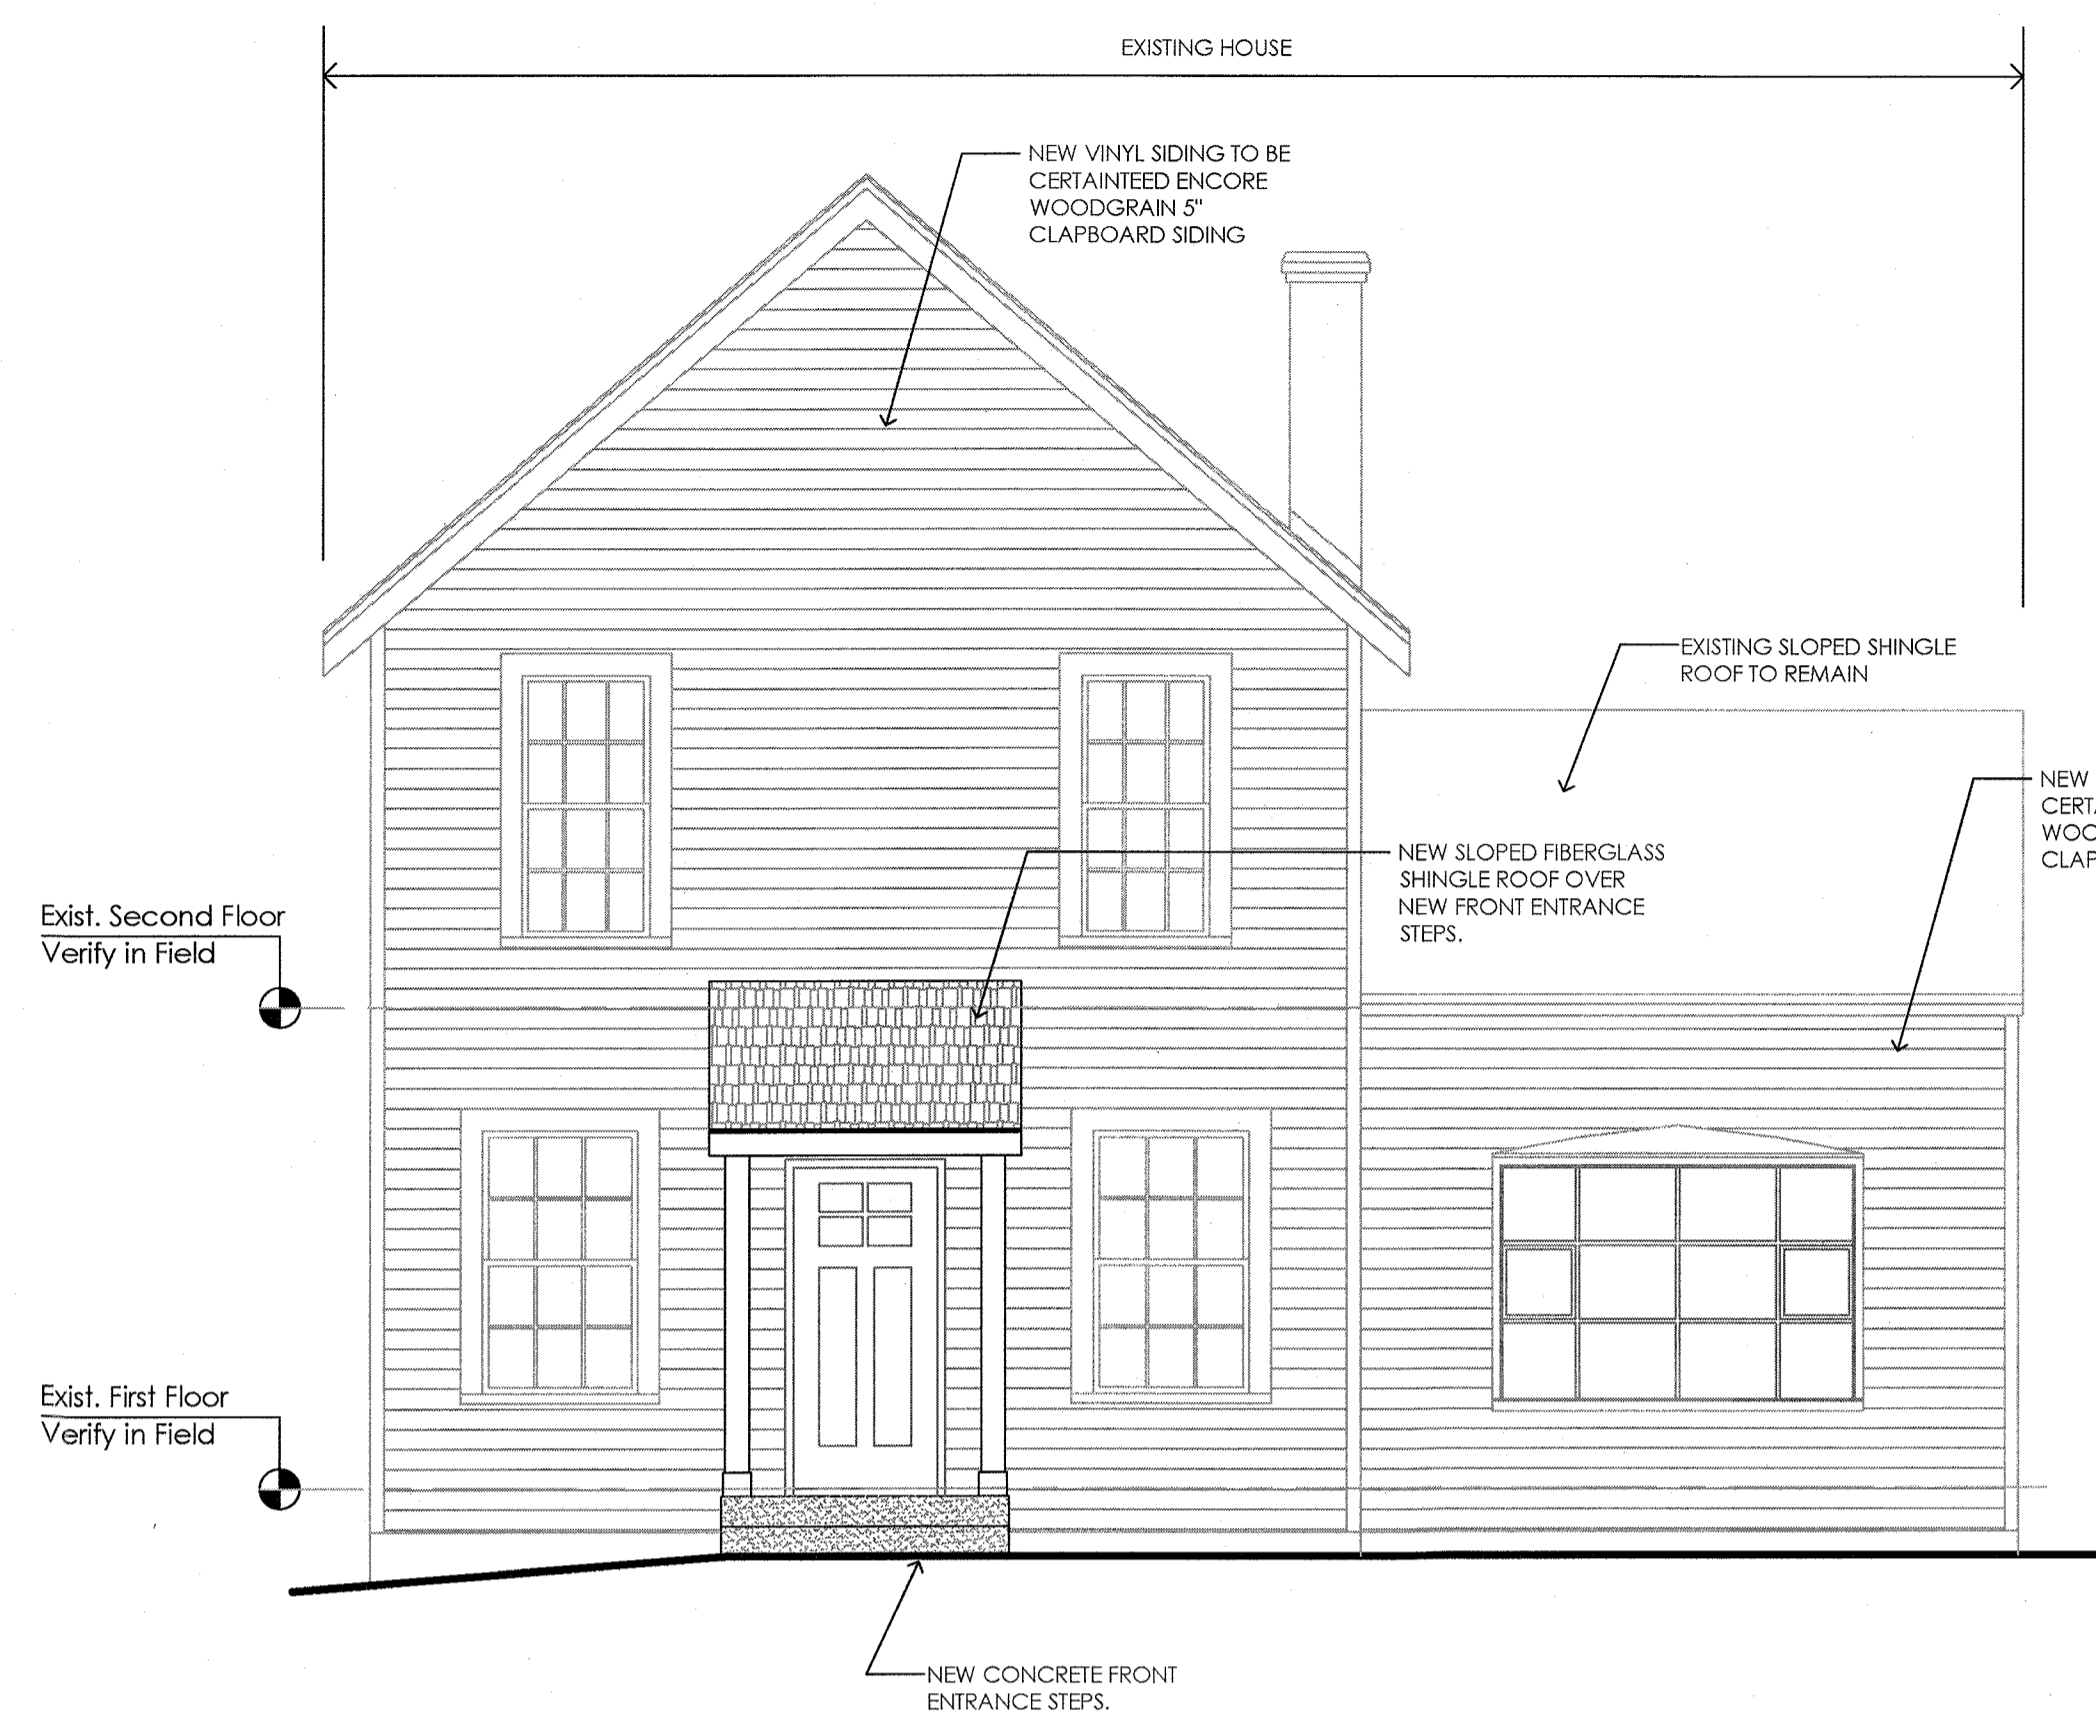 EXISTING HOUSE
NEW VINYL SIDING TO BE
CERTAINTEED ENCORE
WOODGRAIN 5"
CLAPBOARD SIDING
EXISTING SLOPED SHINGLE
ROOF TO REMAIN
NEW
NEW SLOPED FIBERGLASS
SHINGLE ROOF OVER
NEW FRONT ENTRANCE
STEPS.
Exist. Second Floor
Verify in Field
Exist. First Floor
Verify in Field
NEW CONCRETE FRONT
ENTRANCE STEPS.